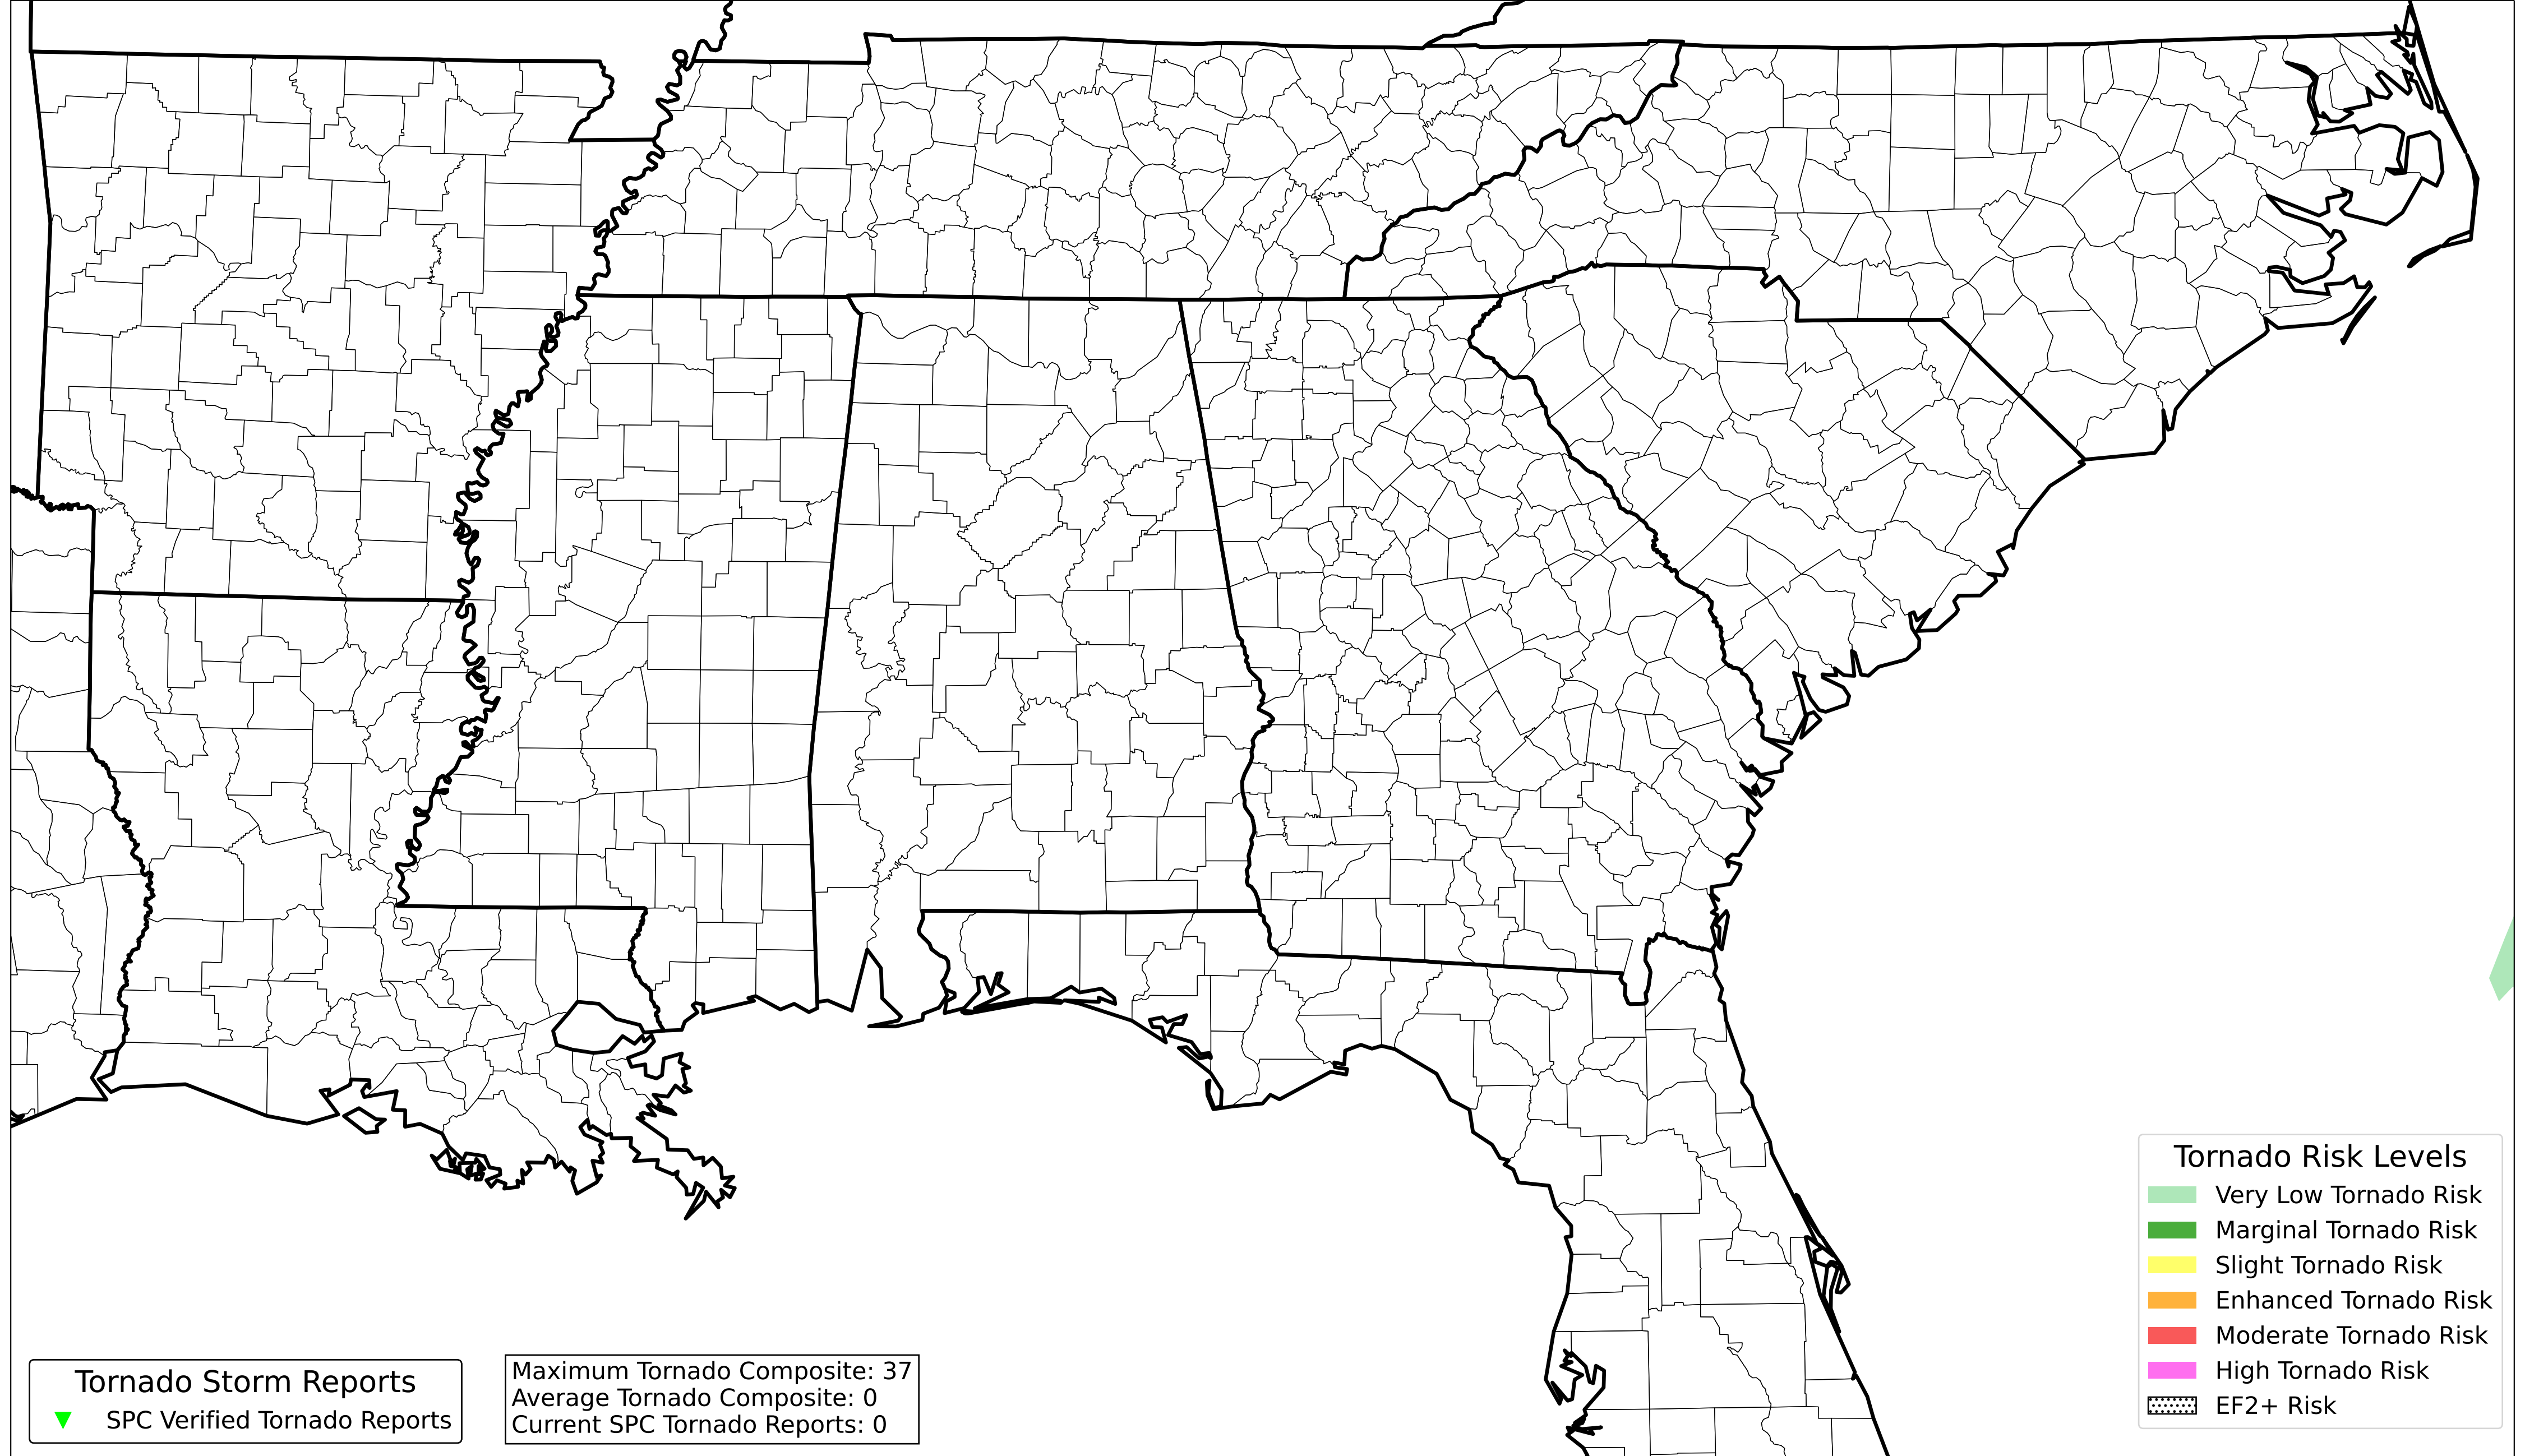 Tornado Risk Levels
Very Low Tornado Risk
Marginal Tornado Risk
Slight Tornado Risk
Enhanced Tornado Risk
Moderate Tornado Risk
High Tornado Risk
EF2+ Risk
Tornado Storm Reports
SPC Verified Tornado Reports
Maximum Tornado Composite: 37
Average Tornado Composite: 0
Current SPC Tornado Reports: 0